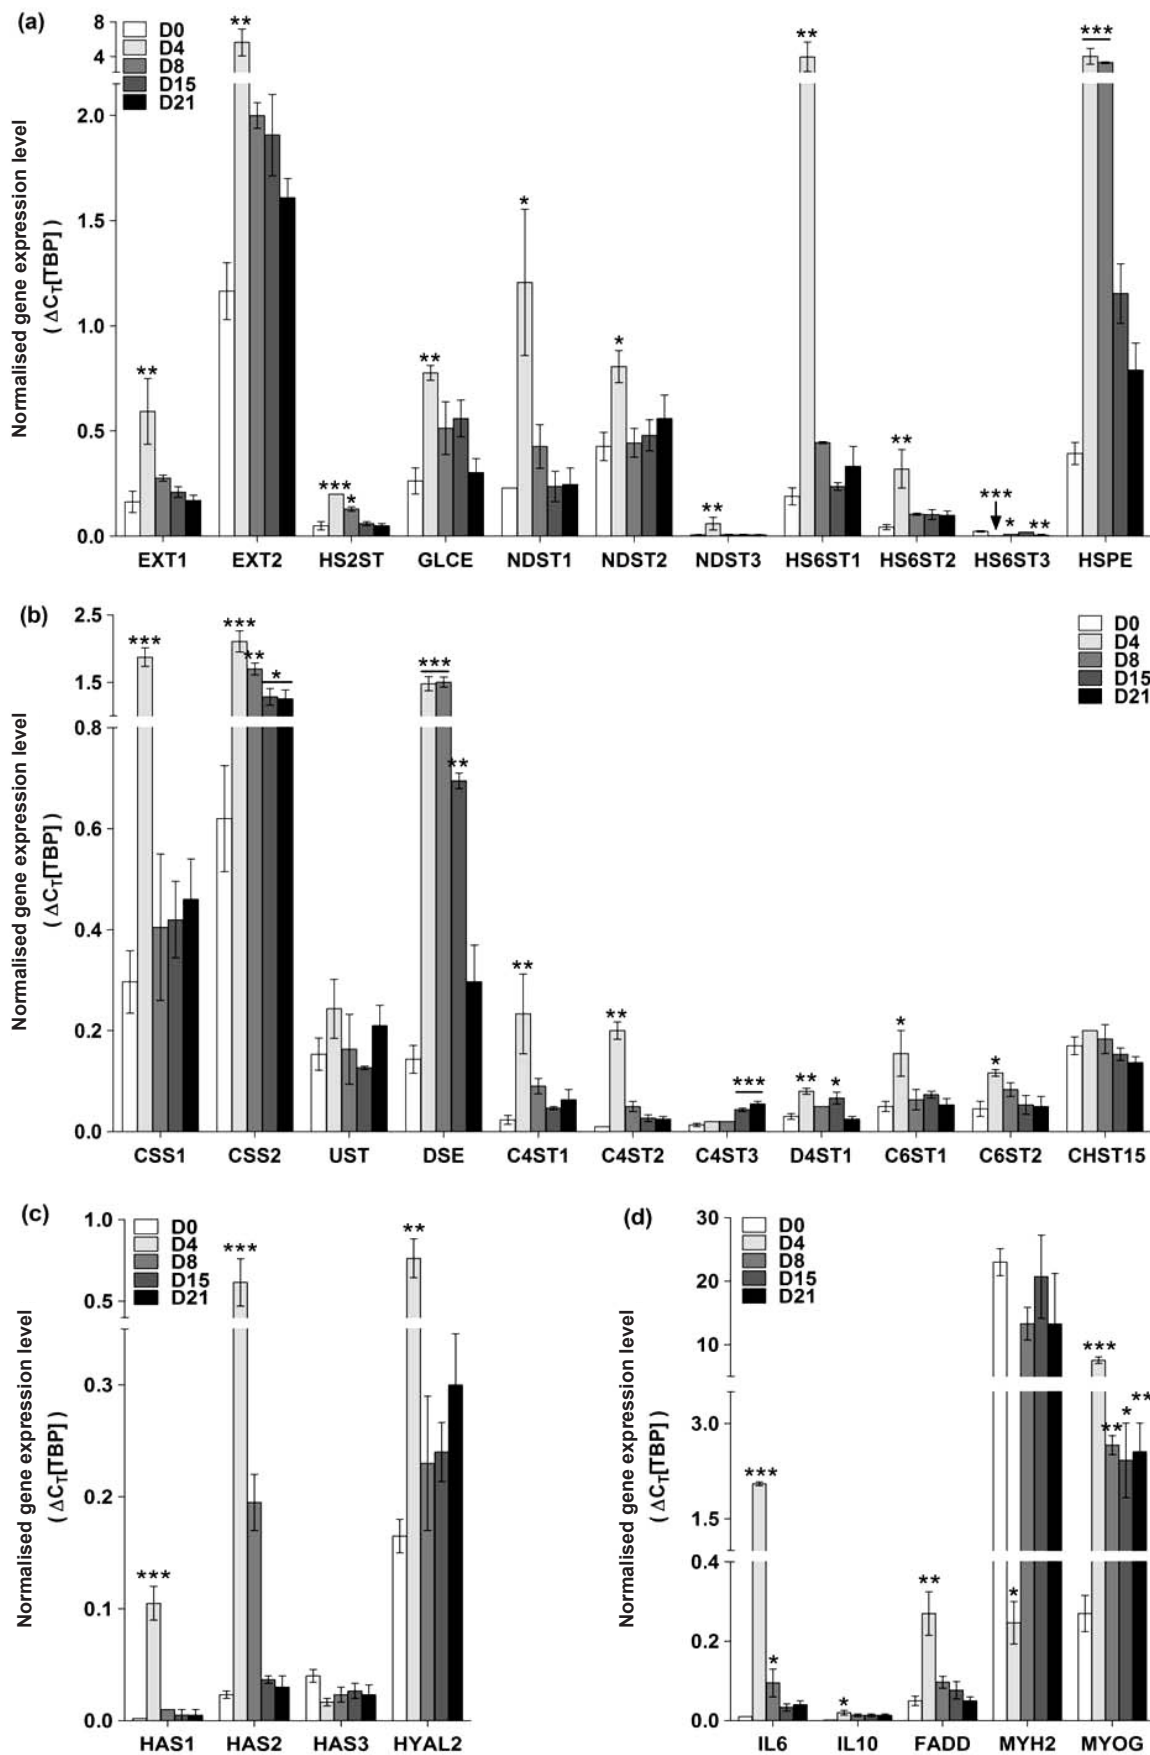 (a)
D0
D4
D8
D15
D21
8
4
2.0
1.5
1.0
0.5
0.0
Normalised gene expression level
( ΔCT[TBP] )
**
**
***
*
**
*
*
**
**
**
***
*
**
***
EXT1 EXT2 HS2ST GLCE NDST1 NDST2 NDST3 HS6ST1 HS6ST2 HS6ST3 HSPE
(b)
D0
D4
D8
D15
D21
2.5
1.5
0.8
0.6
0.4
0.2
0.0
Normalised gene expression level
( ΔCT[TBP] )
***
***
**
*
***
**
**
**
***
**
*
*
*
CSS1 CSS2 UST DSE C4ST1 C4ST2 C4ST3 D4ST1 C6ST1 C6ST2 CHST15
(c)
D0
D4
D8
D15
D21
1.0
0.5
0.3
0.2
0.1
0.0
Normalised gene expression level
( ΔCT[TBP] )
***
***
**
HAS1 HAS2 HAS3 HYAL2
(d)
D0
D4
D8
D15
D21
30
20
10
3.0
1.5
0.4
0.2
0.0
Normalised gene expression level
( ΔCT[TBP] )
***
*
*
**
*
***
**
*
**
IL6 IL10 FADD MYH2 MYOG